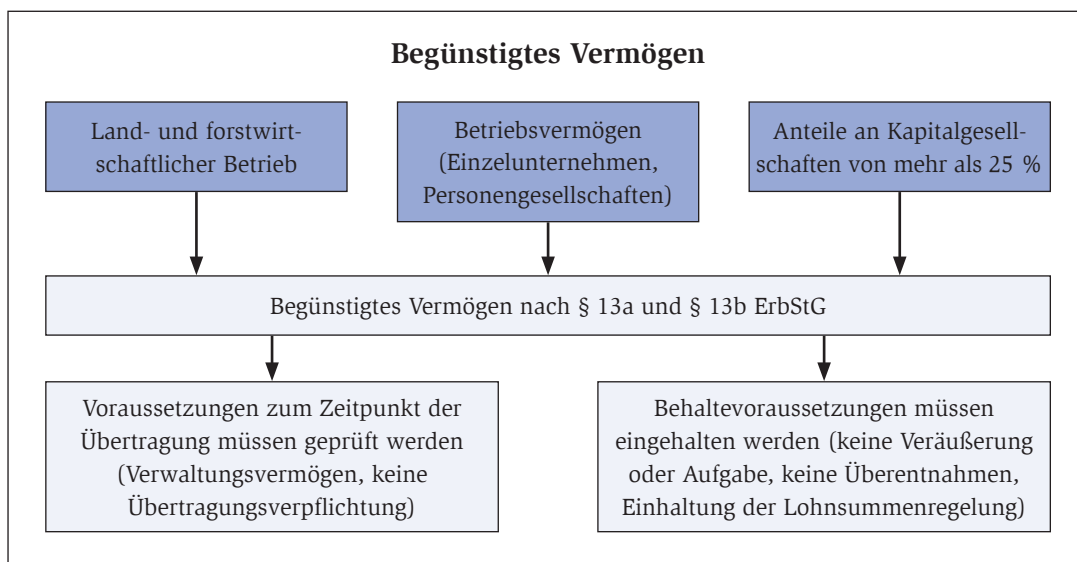 Begünstigtes Vermögen
Land- und forstwirt-
schaftlicher Betrieb
Betriebsvermögen
(Einzelunternehmen,
Personengesellschaften)
Anteile an Kapitalgesell-
schaften von mehr als 25 %
Begünstigtes Vermögen nach § 13a und § 13b ErbStG
Voraussetzungen zum Zeitpunkt der
Übertragung müssen geprüft werden
(Verwaltungsvermögen, keine
Übertragungsverpflichtung)
Behaltevoraussetzungen müssen
eingehalten werden (keine Veräußerung
oder Aufgabe, keine Überentnahmen,
Einhaltung der Lohnsummenregelung)